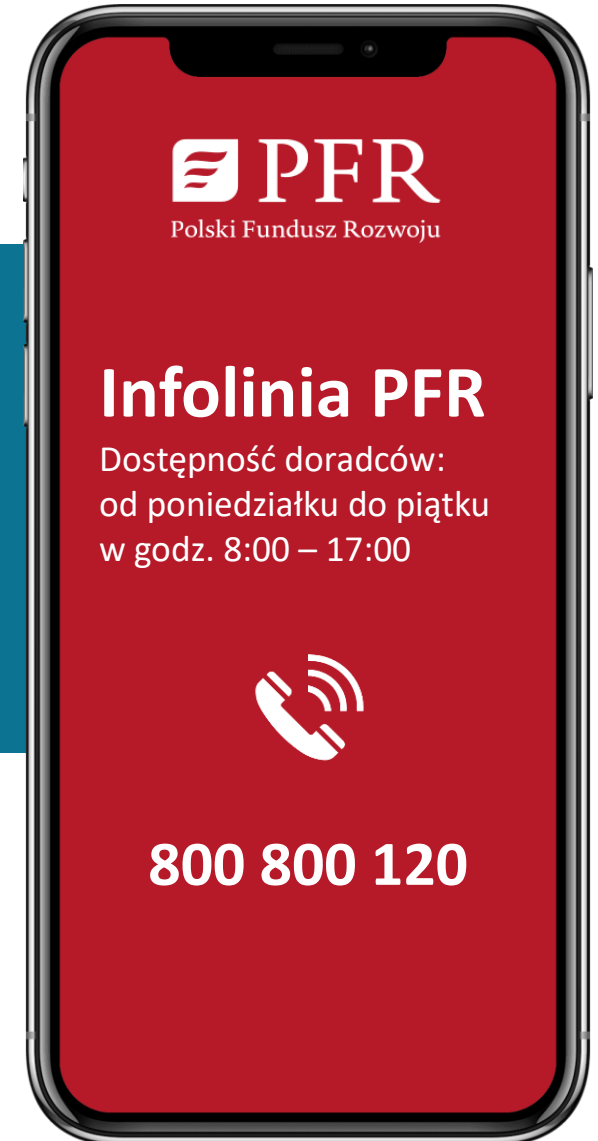 PFR
Polski Fundusz Rozwoju
Infolinia PFR
Dostępność doradców:
od poniedziałku do piątku
w godz. 8:00 – 17:00
800 800 120